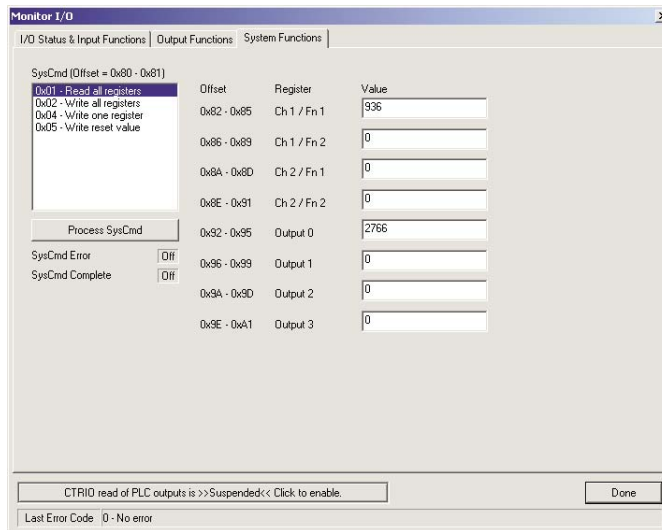 Monitor I/O
I/O Status & Input Functions | Output Functions | System Functions
SysCmd (Offset = 0x80 - 0x81)
0x01 - Read all registers
0x02 - Write all registers
0x04 - Write one register
0x05 - Write reset value
Process SysCmd
SysCmd Error Off
SysCmd Complete Off
Offset Register Value
0x82 - 0x85 Ch 1 / Fn 1 936
0x86 - 0x89 Ch 1 / Fn 2 0
0x8A - 0x8D Ch 2 / Fn 1 0
0x8E - 0x91 Ch 2 / Fn 2 0
0x92 - 0x95 Output 0 2766
0x96 - 0x99 Output 1 0
0x9A - 0x9D Output 2 0
0x9E - 0xA1 Output 3 0
CTRIO read of PLC outputs is >>Suspended<< Click to enable.
Done
Last Error Code 0 - No error